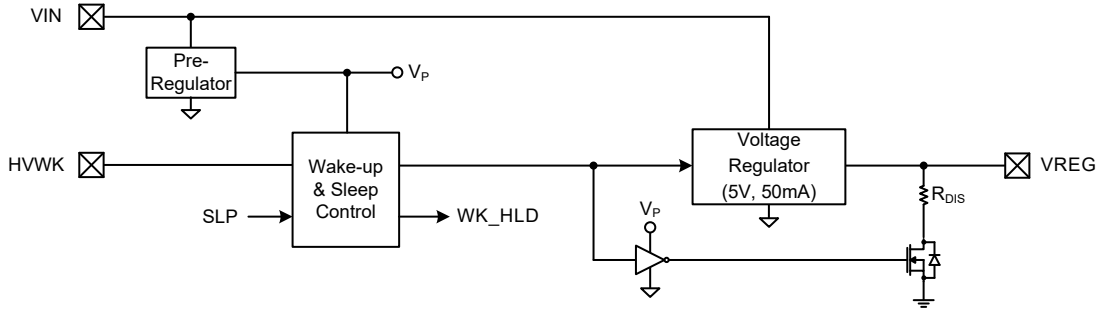 VIN
Pre-
Regulator
VP
HVWK
Wake-up
& Sleep
Control
SLP
WK_HLD
Voltage
Regulator
(5V, 50mA)
VREG
RDIS
VP